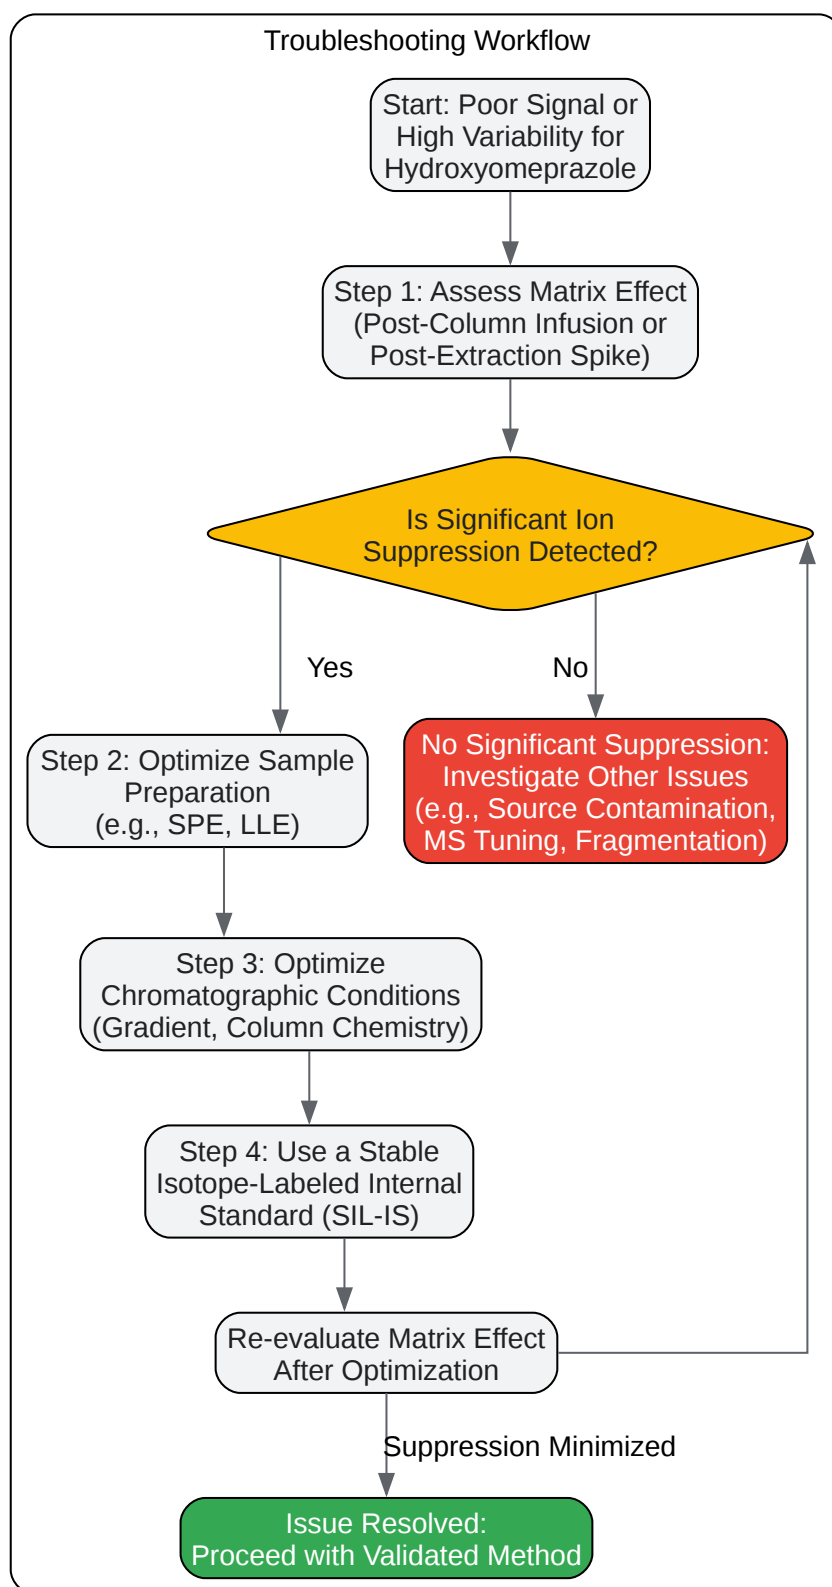 Troubleshooting Workflow
Start: Poor Signal or
High Variability for
Hydroxyomeprazole
Step 1: Assess Matrix Effect
(Post-Column Infusion or
Post-Extraction Spike)
Is Significant Ion
Suppression Detected?
Yes
No
Step 2: Optimize Sample
Preparation
(e.g., SPE, LLE)
No Significant Suppression:
Investigate Other Issues
(e.g., Source Contamination,
MS Tuning, Fragmentation)
Step 3: Optimize
Chromatographic Conditions
(Gradient, Column Chemistry)
Step 4: Use a Stable
Isotope-Labeled Internal
Standard (SIL-IS)
Re-evaluate Matrix Effect
After Optimization
Suppression Minimized
Issue Resolved:
Proceed with Validated Method